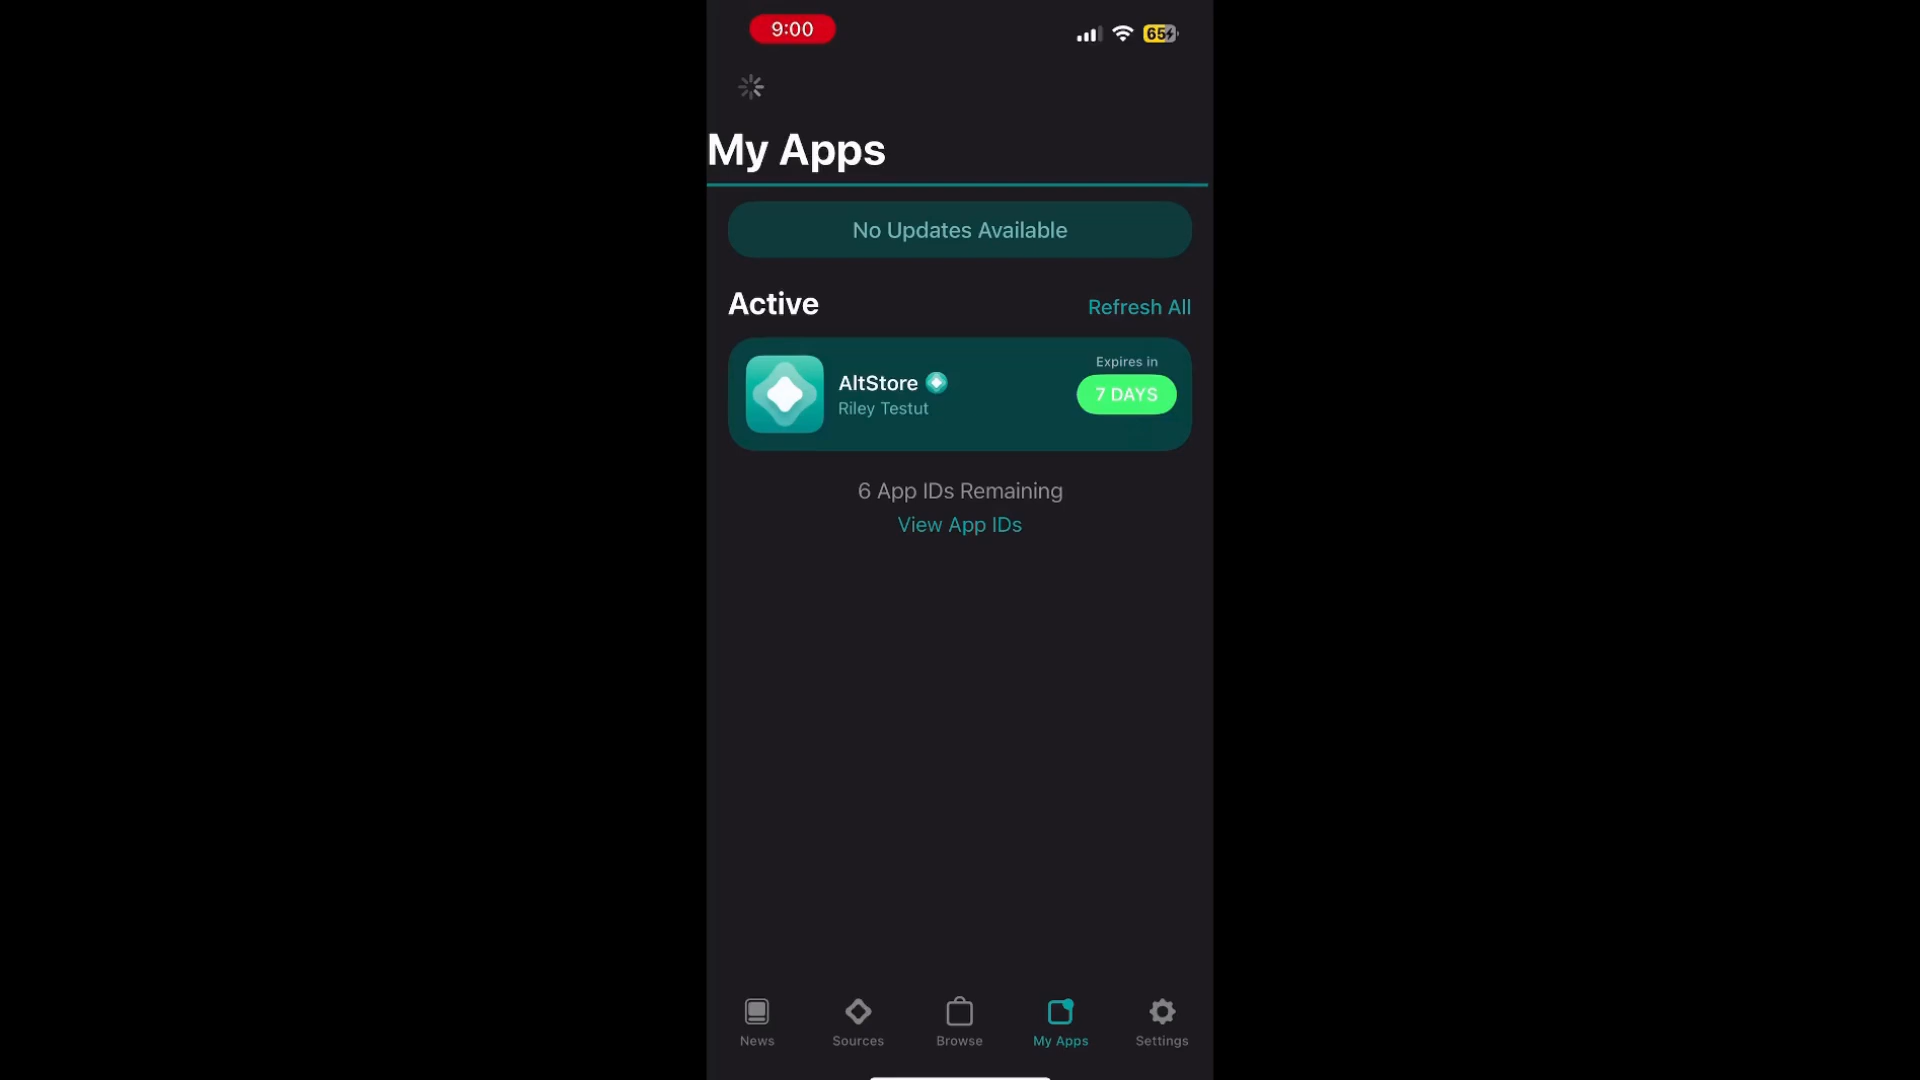 9:00
65
My Apps
No Updates Available
Active
Refresh All
AltStore
Riley Testut
Expires in
7 DAYS
6 App IDs Remaining
View App IDs
News
Sources
Browse
My Apps
Settings